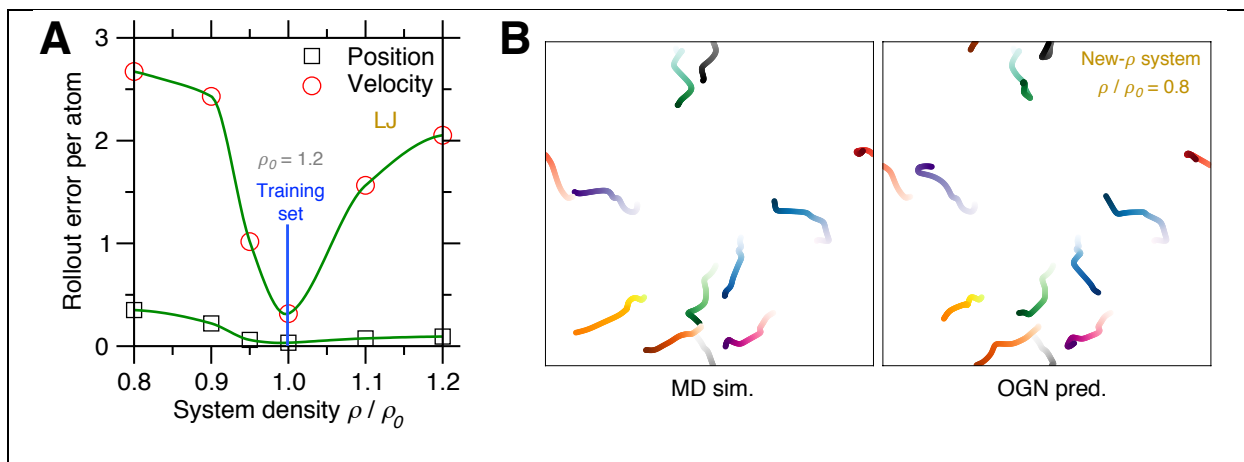 A
3
2
1
0
Rollout error per atom
Position
Velocity
LJ
ρ₀ = 1.2
Training
set
0.8 0.9 1.0 1.1 1.2
System density ρ / ρ₀
B
New-ρ system
ρ / ρ₀ = 0.8
MD sim.
OGN pred.